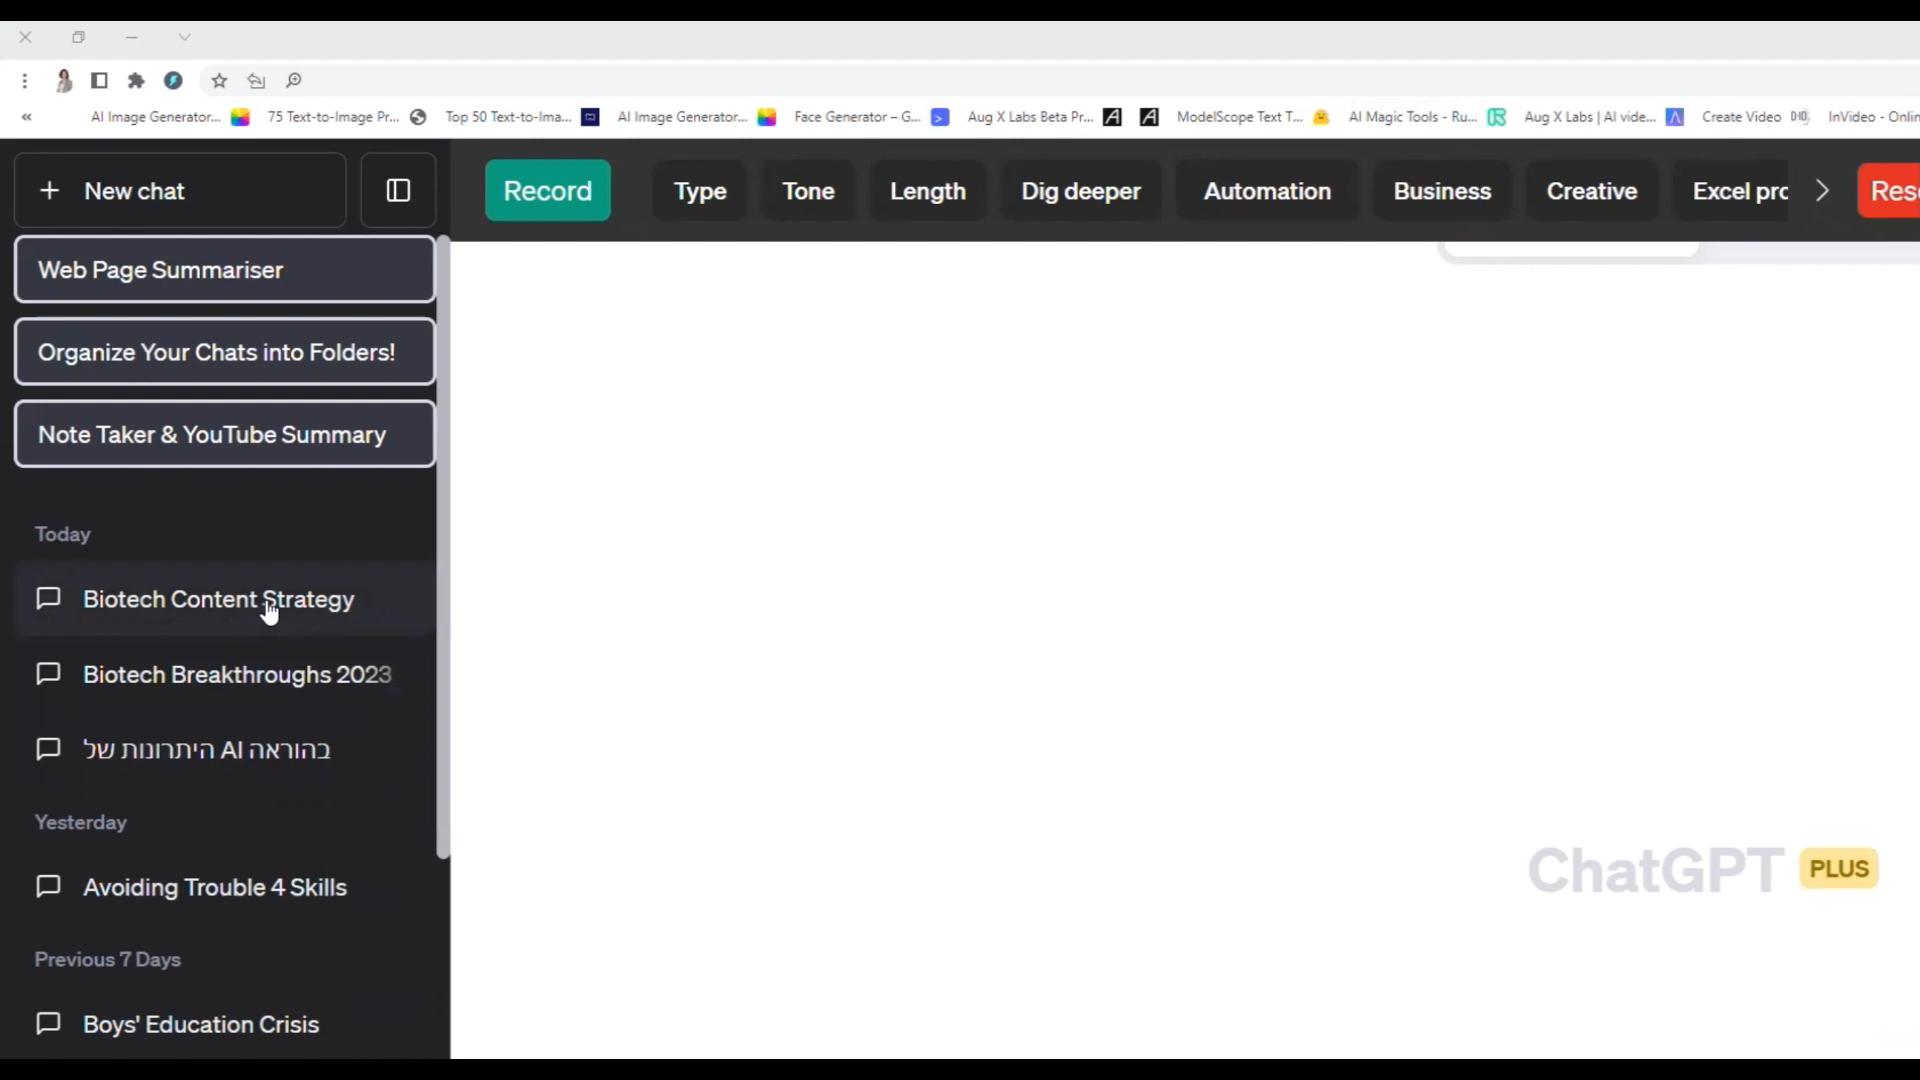 AI Image Generator...
75 Text-to-Image Pr...
Top 50 Text-to-Ima...
AI Image Generator...
Face Generator – G...
Aug X Labs Beta Pr...
ModelScope Text T...
AI Magic Tools - Ru...
Aug X Labs | AI vide...
Create Video
InVideo - Onlin
New chat
Record
Type
Tone
Length
Dig deeper
Automation
Business
Creative
Excel pro
Res
Web Page Summariser
Organize Your Chats into Folders!
Note Taker & YouTube Summary
Today
Biotech Content Strategy
Biotech Breakthroughs 2023
היתרונות של AI בהוראה
Yesterday
Avoiding Trouble 4 Skills
Previous 7 Days
Boys' Education Crisis
ChatGPT PLUS